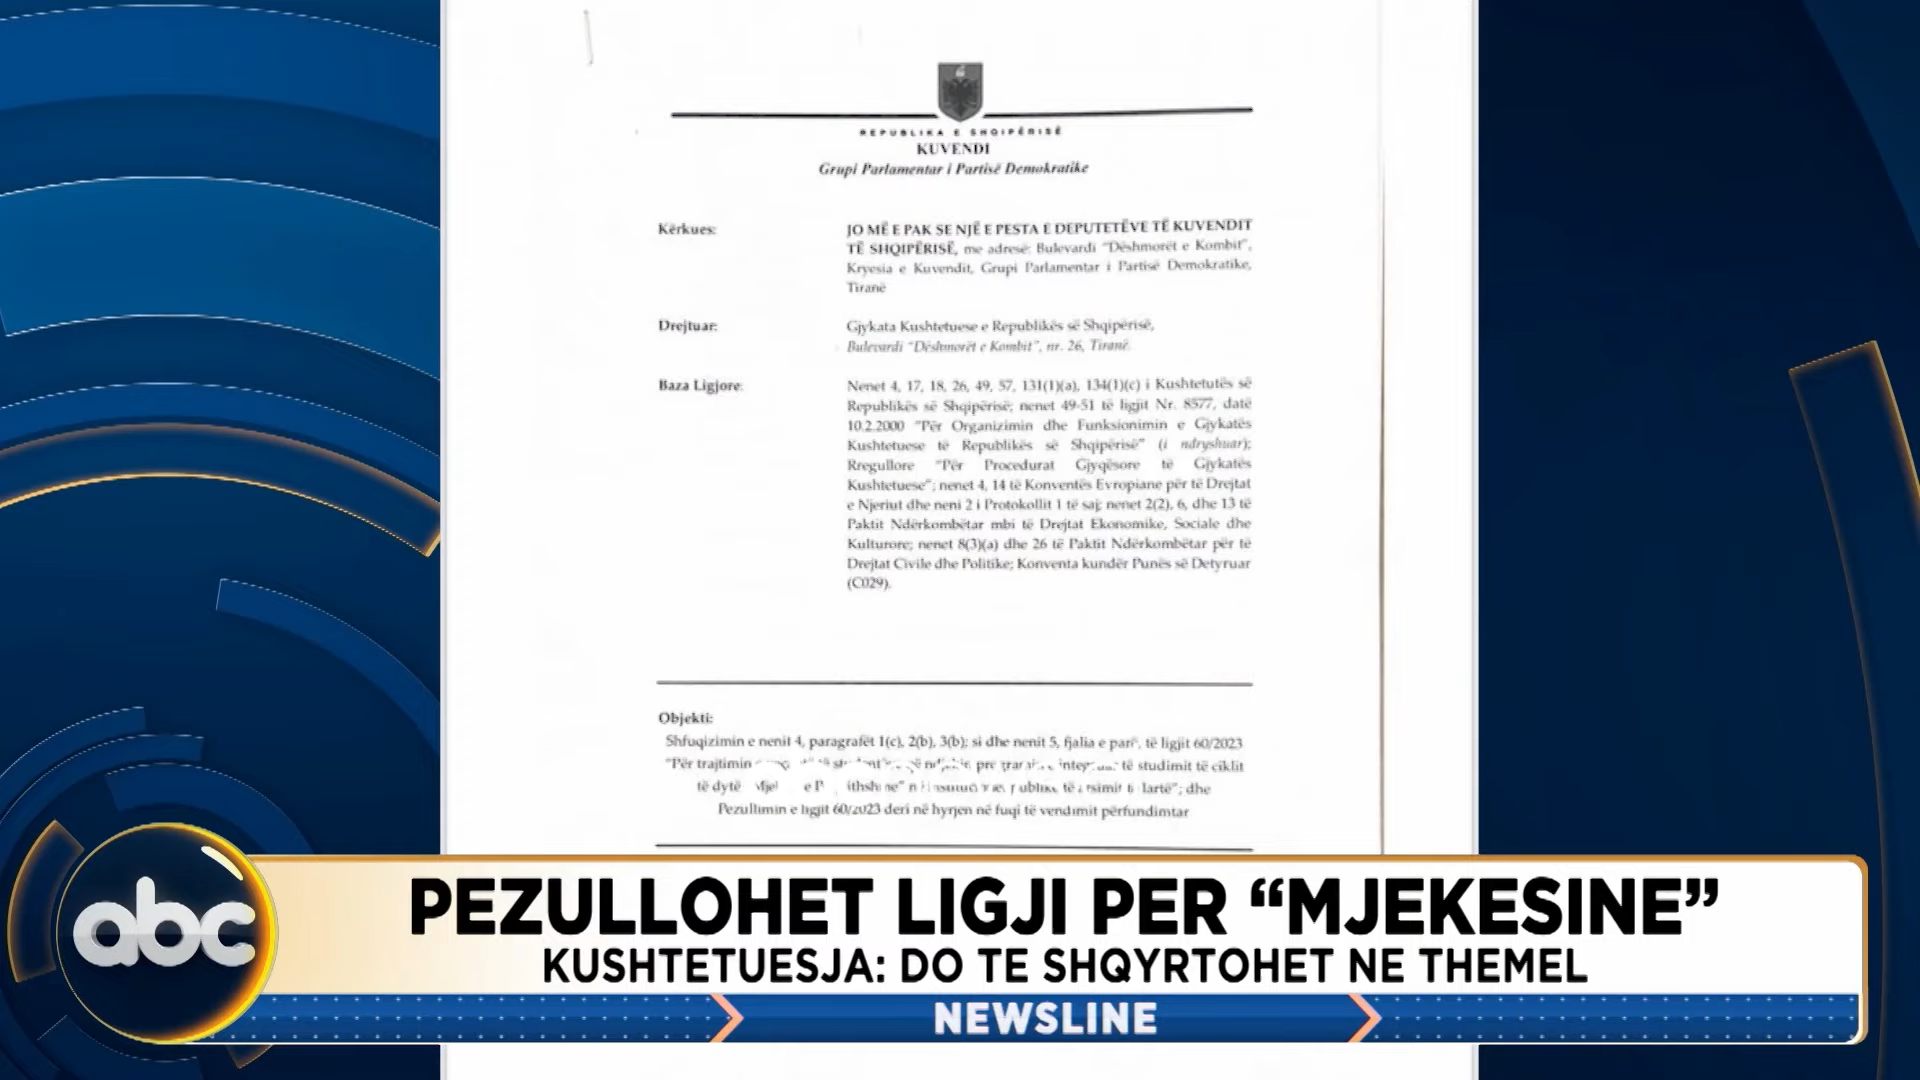 REPUBLIKA E SHQIPËRISË
KUVENDI
Grupi Parlamentar i Partisë Demokratike
Kërkues:
JO MË E PAK SE NJË E PESTA E DEPUTETËVE TË KUVENDIT
TË SHQIPËRISË, me adresë: Bulevardi "Dëshmorët e Kombit",
Kryesia e Kuvendit, Grupi Parlamentar i Partisë Demokratike,
Tiranë
Drejtuar:
Gjykata Kushtetuese e Republikës së Shqipërisë,
Bulevardi "Dëshmorët e Kombit", nr. 26, Tiranë.
Baza Ligjore:
Nenet 4, 17, 18, 26, 49, 57, 131(1)(a), 134(1)(c) i Kushtetutës së
Republikës së Shqipërisë; nenet 49-51 të ligjit Nr. 8577, datë
10.2.2000 "Për Organizimin dhe Funksionimin e Gjykatës
Kushtetuese të Republikës së Shqipërisë" (i ndryshuar);
Rregullore "Për Procedurat Gjyqësore të Gjykatës
Kushtetuese"; nenet 4, 14 të Konventës Evropiane për të Drejtat
e Njeriut dhe neni 2 i Protokollit 1 të saj; nenet 2(2), 6, dhe 13 të
Paktit Ndërkombëtar mbi të Drejtat Ekonomike, Sociale dhe
Kulturore; nenet 8(3)(a) dhe 26 të Paktit Ndërkombëtar për të
Drejtat Civile dhe Politike; Konventa kundër Punës së Detyruar
(C029).
Objekti:
Shfuqizimin e nenit 4, paragrafët 1(c), 2(b), 3(b); si dhe nenit 5, fjalia e parë, të ligjit 60/2023
"Për trajtimin të studimit të ciklit
të dytë lartë"; dhe
Pezullimin e ligjit 60/2023 deri në hyrjen në fuqi të vendimit përfundimtar
abc
PEZULLOHET LIGJI PER “MJEKESINE”
KUSHTETUESJA: DO TE SHQYRTOHET NE THEMEL
NEWSLINE